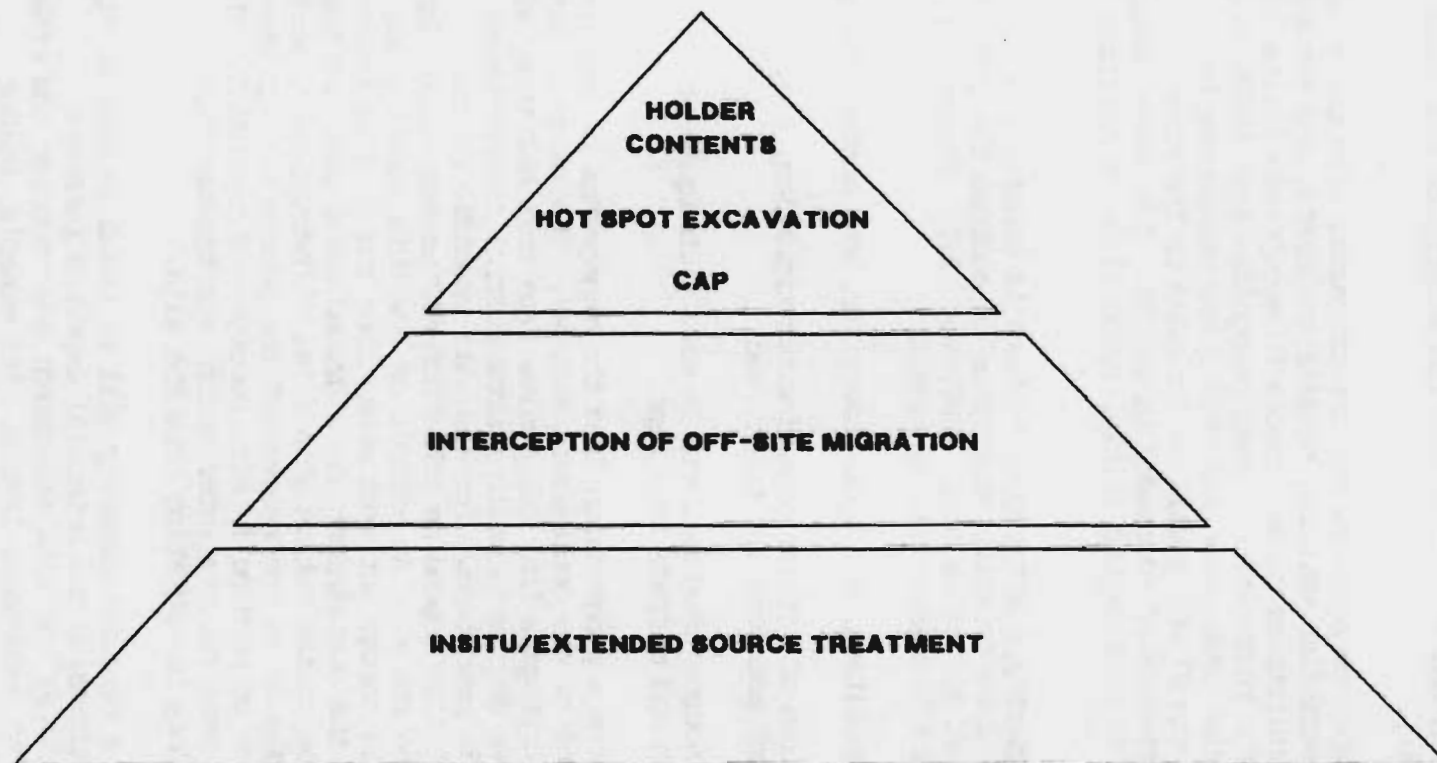 HOLDER
CONTENTS
HOT SPOT EXCAVATION
CAP
INTERCEPTION OF OFF-SITE MIGRATION
INSITU/EXTENDED SOURCE TREATMENT